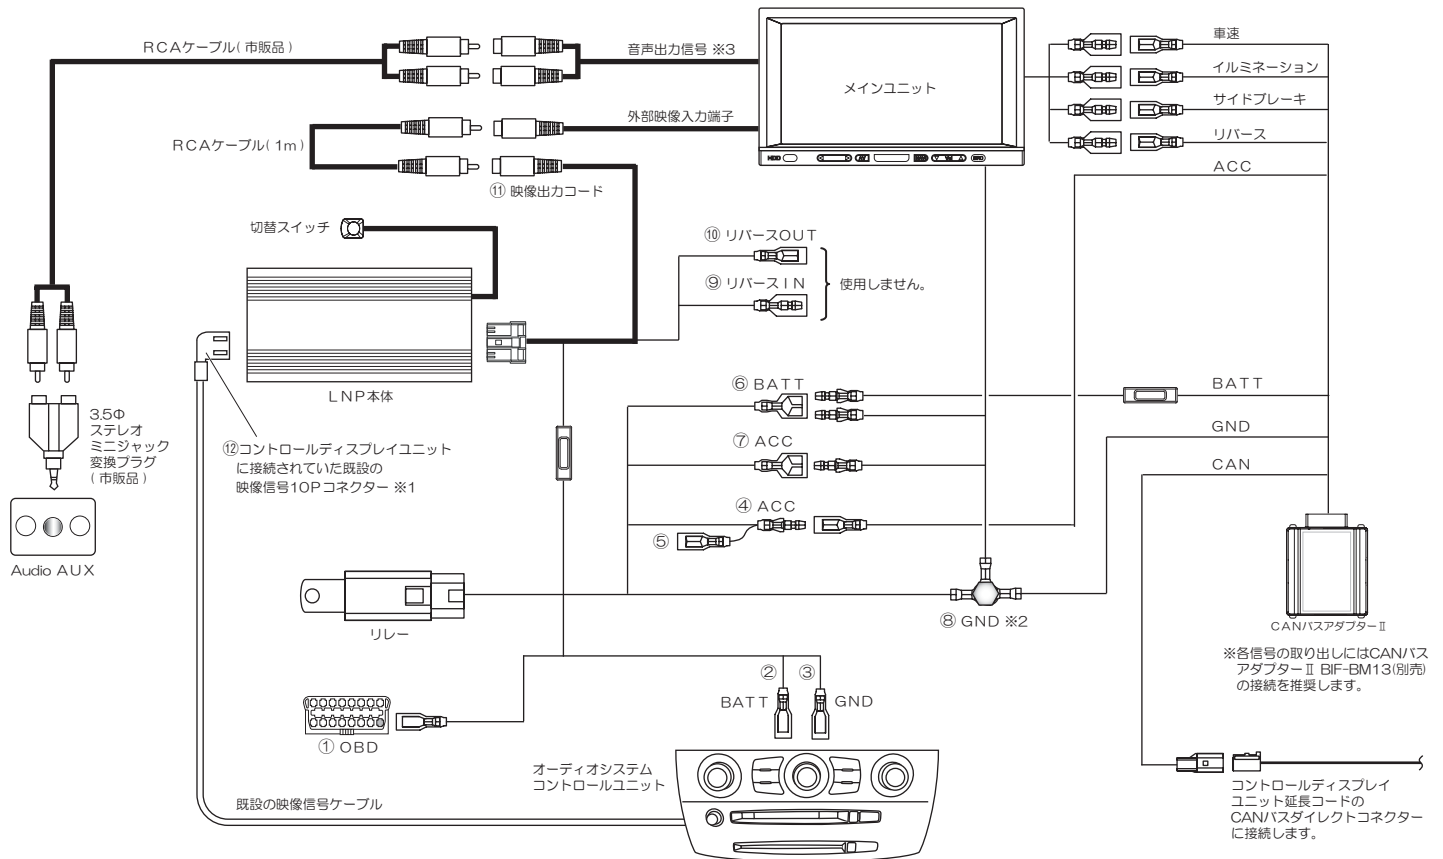 RCAケーブル(市販品)
音声出力信号 ※3
メインユニット
HDD
車速
イルミネーション
サイドブレーキ
リバース
ACC
外部映像入力端子
RCAケーブル(1m)
⑪ 映像出力コード
切替スイッチ
⑩ リバースOUT
⑨ リバースIN
使用しません。
LNP本体
3.5Φ
ステレオ
ミニジャック
変換プラグ
(市販品)
Audio AUX
⑫コントロールディスプレイユニット
に接続されていた既設の
映像信号10Pコネクター ※1
⑥ BATT
⑦ ACC
④ ACC
⑤
BATT
GND
CAN
リレー
⑧ GND ※2
CANバスアダプターⅡ
※各信号の取り出しにはCANバス
アダプターⅡ BIF-BM13(別売)
の接続を推奨します。
① OBD
②
BATT
③
GND
オーディオシステム
コントロールユニット
既設の映像信号ケーブル
コントロールディスプレイ
ユニット延長コードの
CANバスダイレクトコネクター
に接続します。